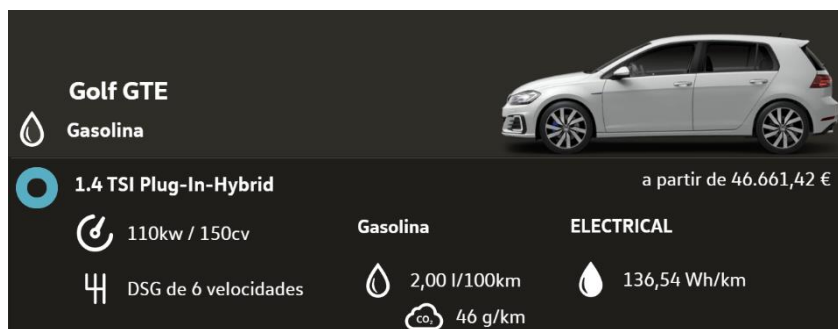 Golf GTE
Gasolina
1.4 TSI Plug-In-Hybrid
a partir de 46.661,42 €
110kw / 150cv
DSG de 6 velocidades
Gasolina
2,00 l/100km
CO₂ 46 g/km
ELECTRICAL
136,54 Wh/km